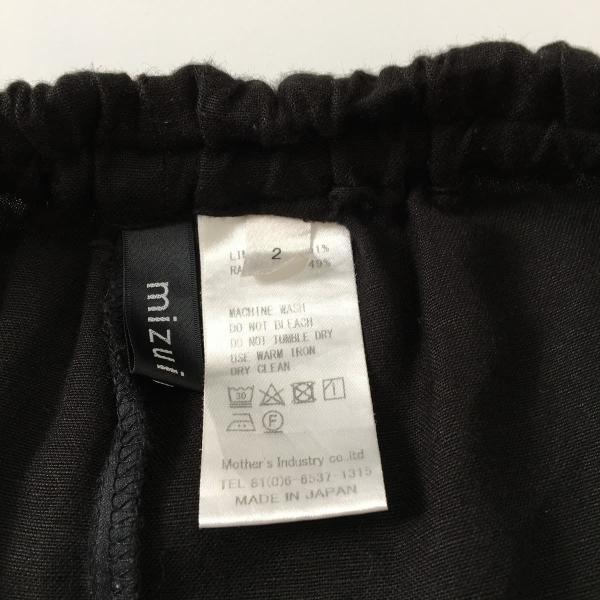 mizui
2
LI 1%
RA 49%
MACHINE WASH
DO NOT BLEACH
DO NOT TUMBLE DRY
USE WARM IRON
DRY CLEAN
30
F
Mother's Industry co.,ltd
TEL 81(0)6-6537-1315
MADE IN JAPAN